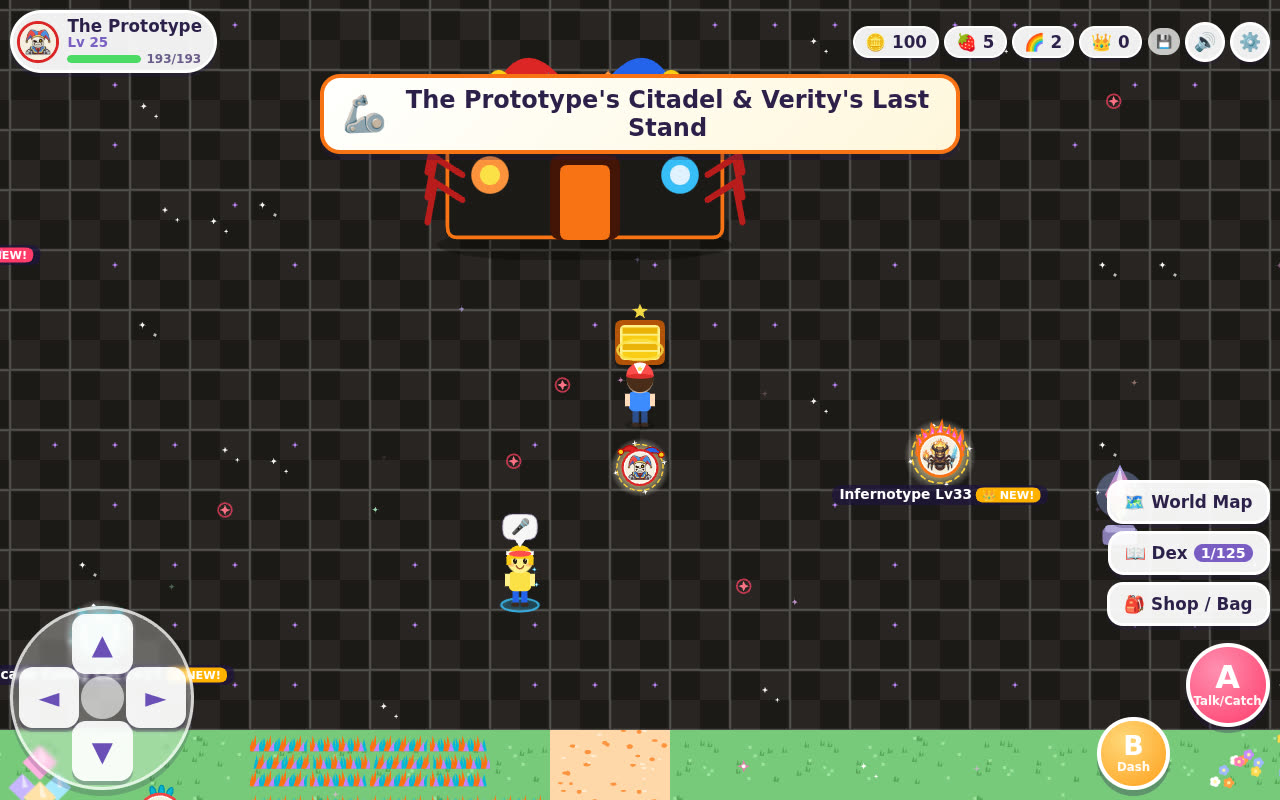 The Prototype
Lv 25
193/193
100
5
2
0
The Prototype's Citadel & Verity's Last
Stand
NEW!
Infernotype Lv33 NEW!
World Map
Dex 1/125
Shop / Bag
NEW!
A
Talk/Catch
B
Dash